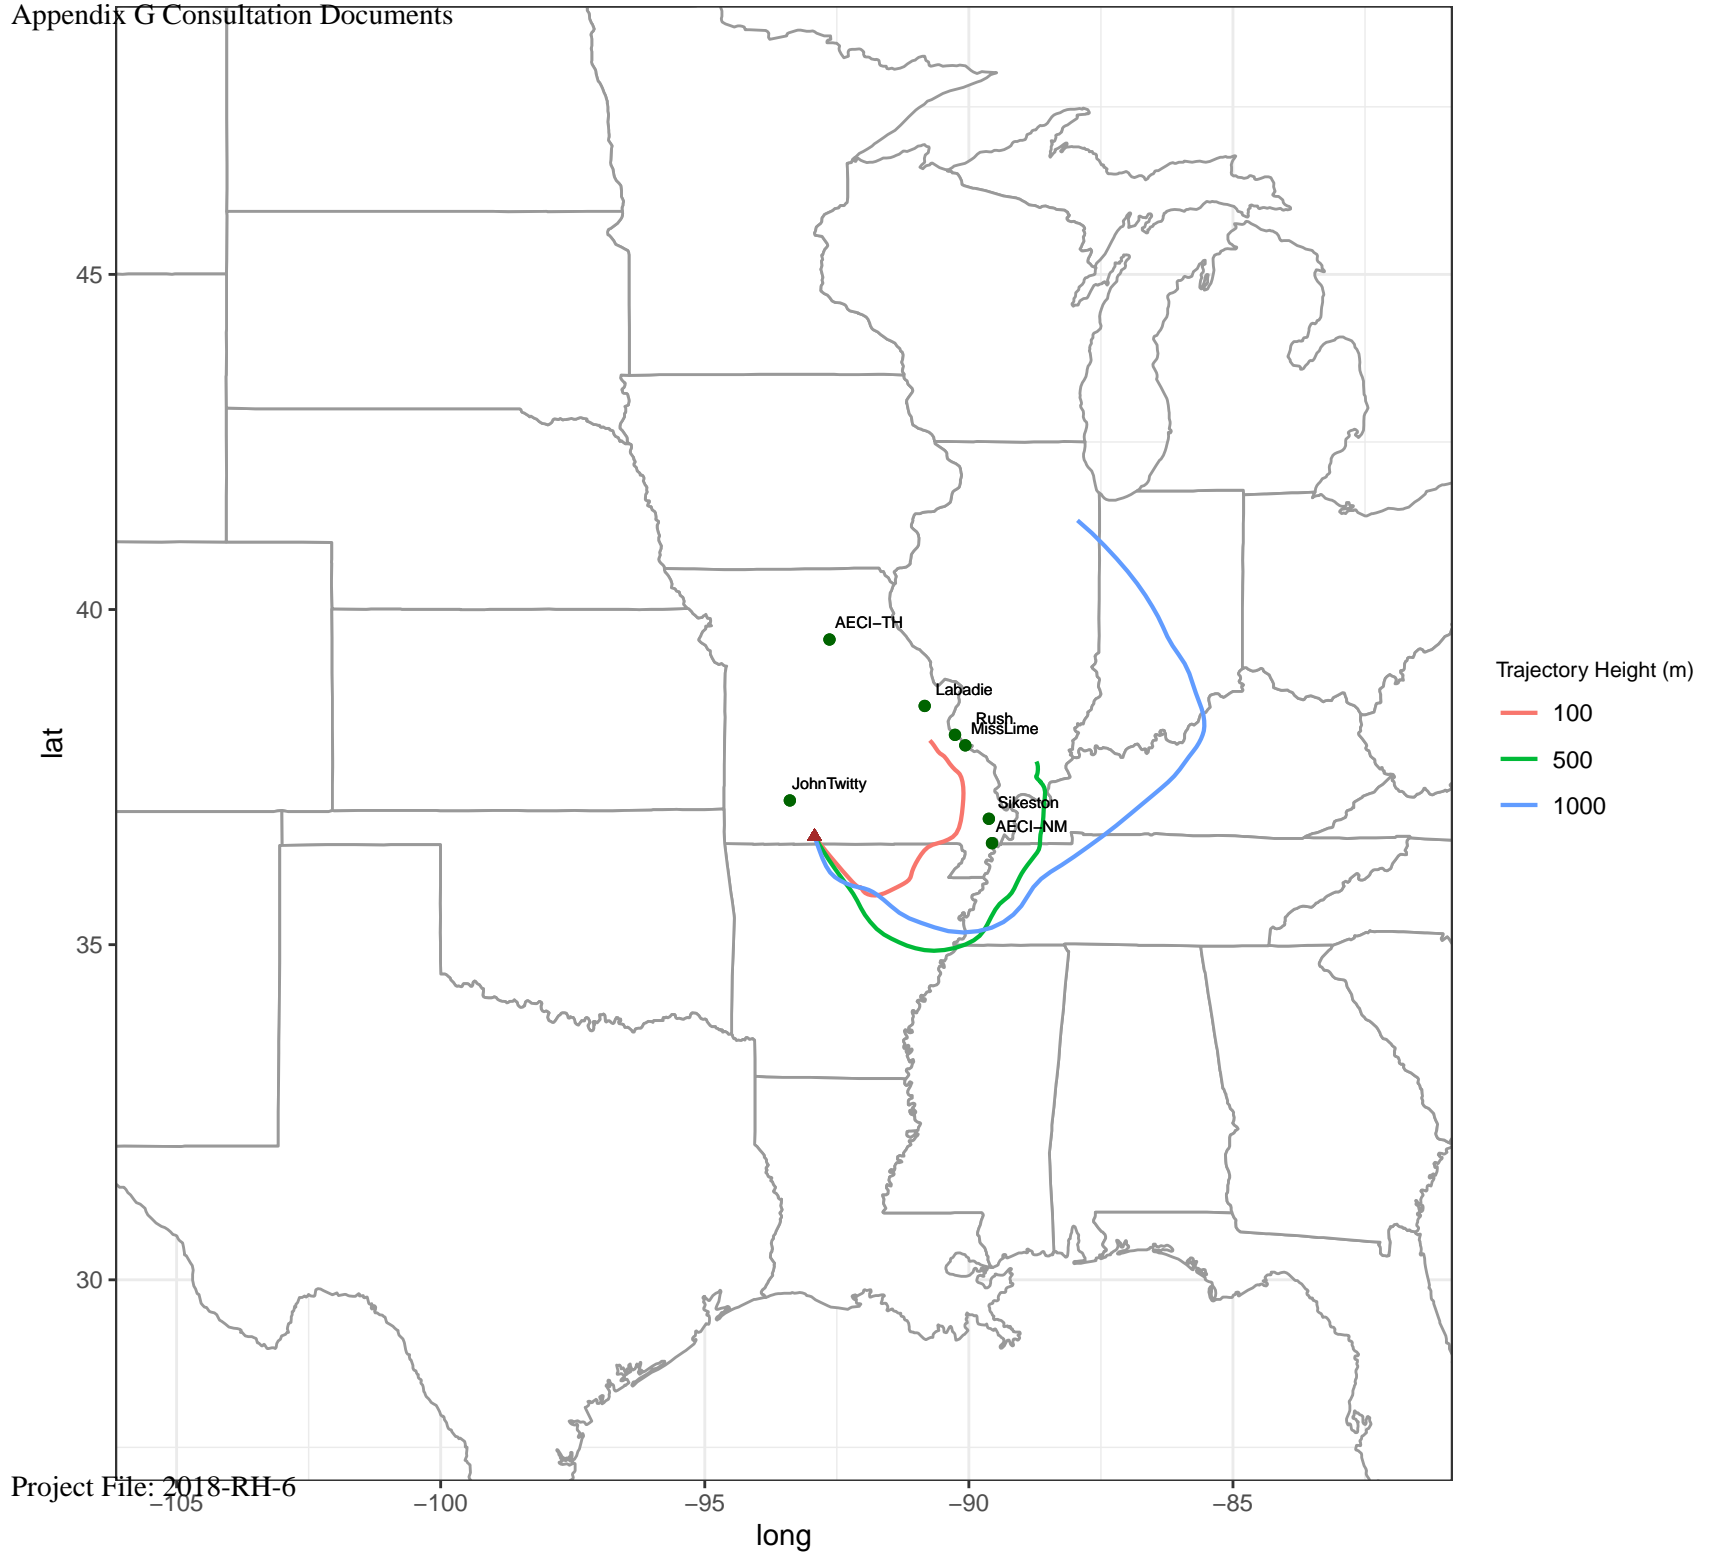 Appendix G Consultation Documents
45
40
35
30
lat
AECI−TH
Labadie
Rush
MissLime
JohnTwitty
Sikeston
AECI−NM
Trajectory Height (m)
100
500
1000
Project File: 2018-RH-6
−105
−100
−95
−90
−85
long